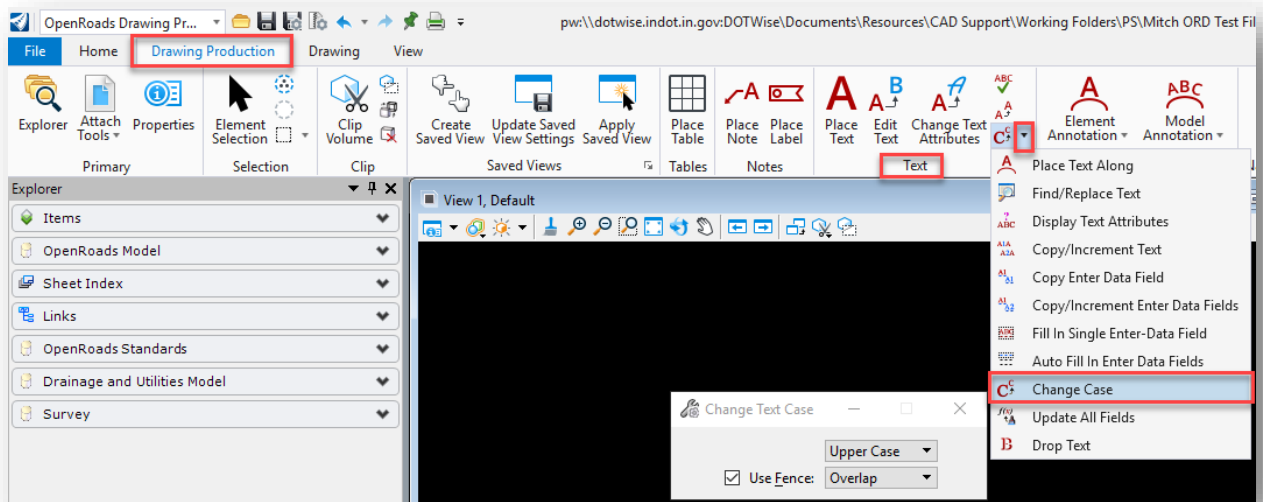 OpenRoads Drawing Pr...
pw:\\dotwise.indot.in.gov:DOTWise\Documents\Resources\CAD Support\Working Folders\PS\Mitch ORD Test Fil
File Home Drawing Production Drawing View
Explorer
Attach
Tools
Properties
Primary
Element
Selection
Selection
Clip
Volume
Clip
Create
Saved View
Update Saved
View Settings
Apply
Saved View
Saved Views
Place
Table
Tables
Place
Note
Place
Label
Notes
Place
Text
Edit
Text
Change Text
Attributes
Text
Element
Annotation
Model
Annotation
Explorer
Items
OpenRoads Model
Sheet Index
Links
OpenRoads Standards
Drainage and Utilities Model
Survey
View 1, Default
Place Text Along
Find/Replace Text
Display Text Attributes
Copy/Increment Text
Copy Enter Data Field
Copy/Increment Enter Data Fields
Fill In Single Enter-Data Field
Auto Fill In Enter Data Fields
Change Case
Update All Fields
Drop Text
Change Text Case
Upper Case
Use Fence: Overlap